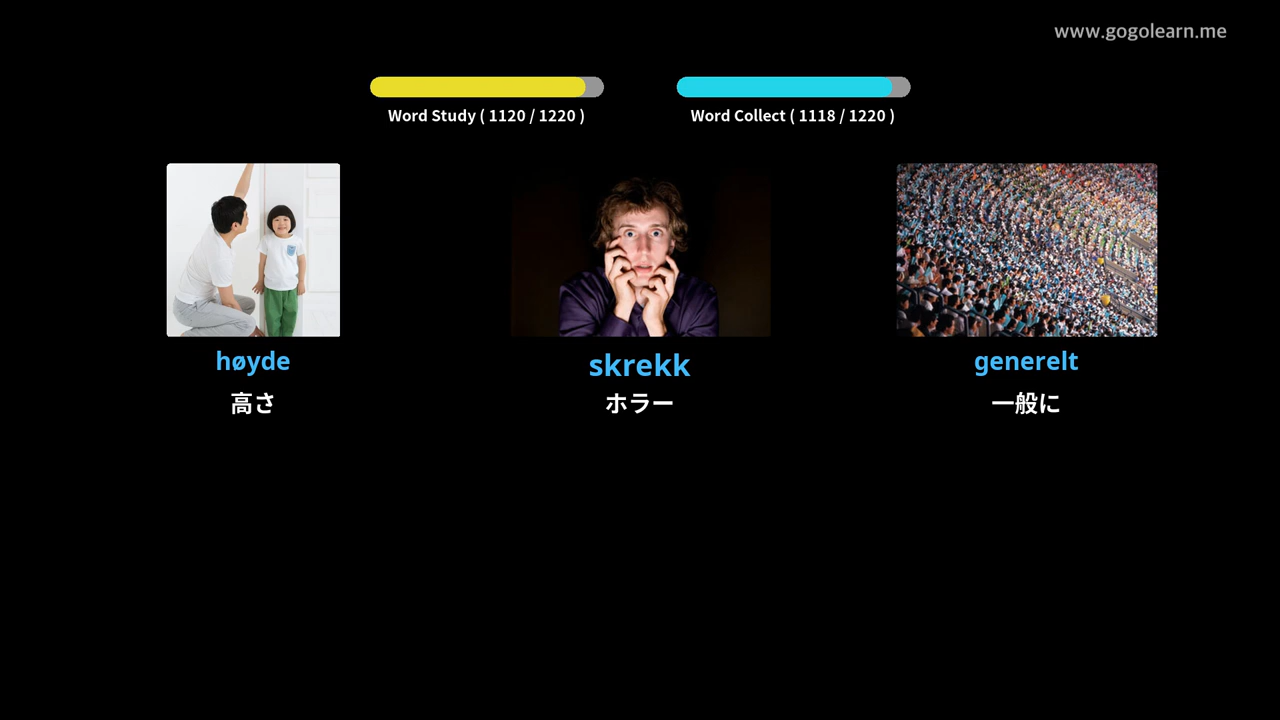 www.gogolearn.me
Word Study ( 1120 / 1220 )
Word Collect ( 1118 / 1220 )
høyde
skrekk
generelt
高さ
ホラー
一般に